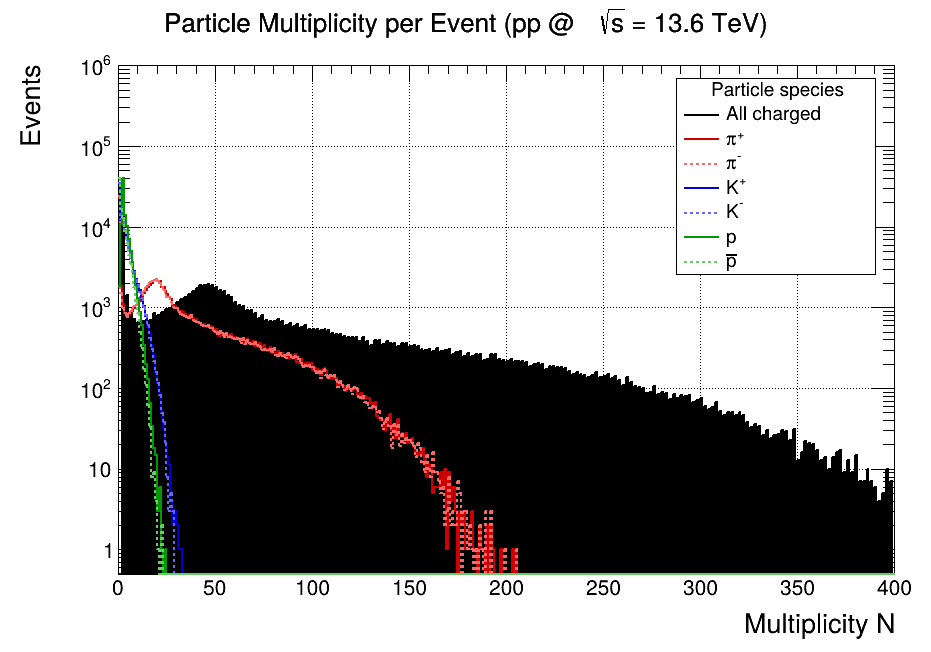 Particle Multiplicity per Event (pp @ √s = 13.6 TeV)
Events
10⁶
10⁵
10⁴
10³
10²
10
1
Particle species
All charged
π⁺
π⁻
K⁺
K⁻
p
p̅
0 50 100 150 200 250 300 350 400
Multiplicity N